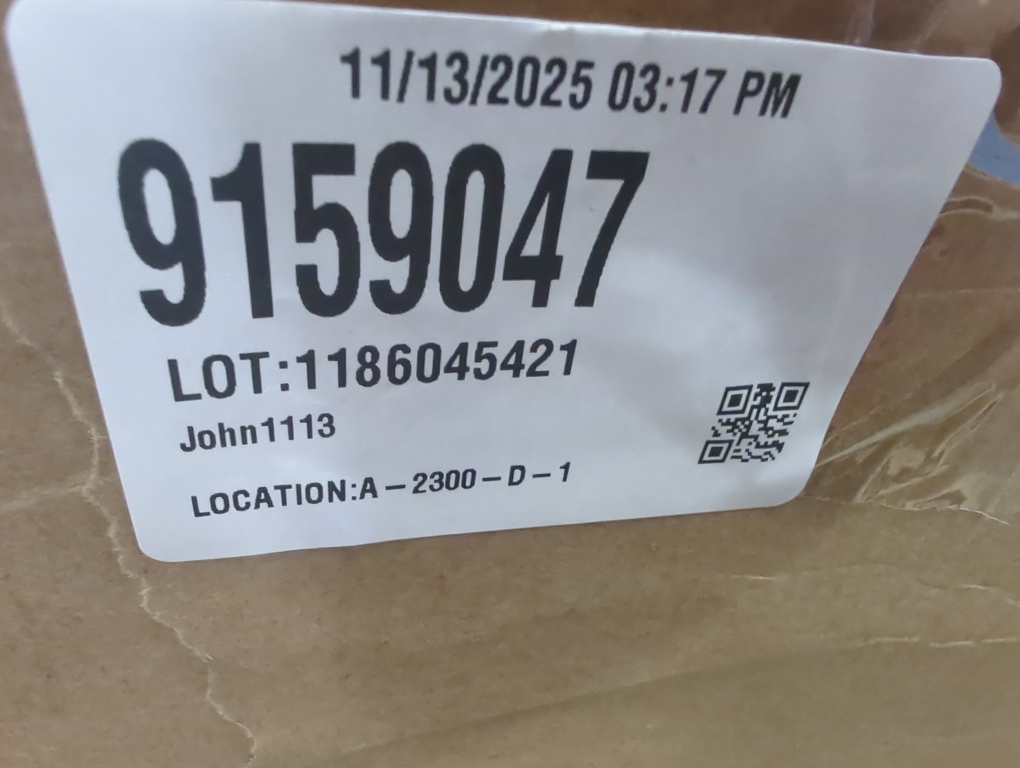 11/13/2025 03:17 PM
9159047
LOT:1186045421
John1113
LOCATION:A-2300-D-1